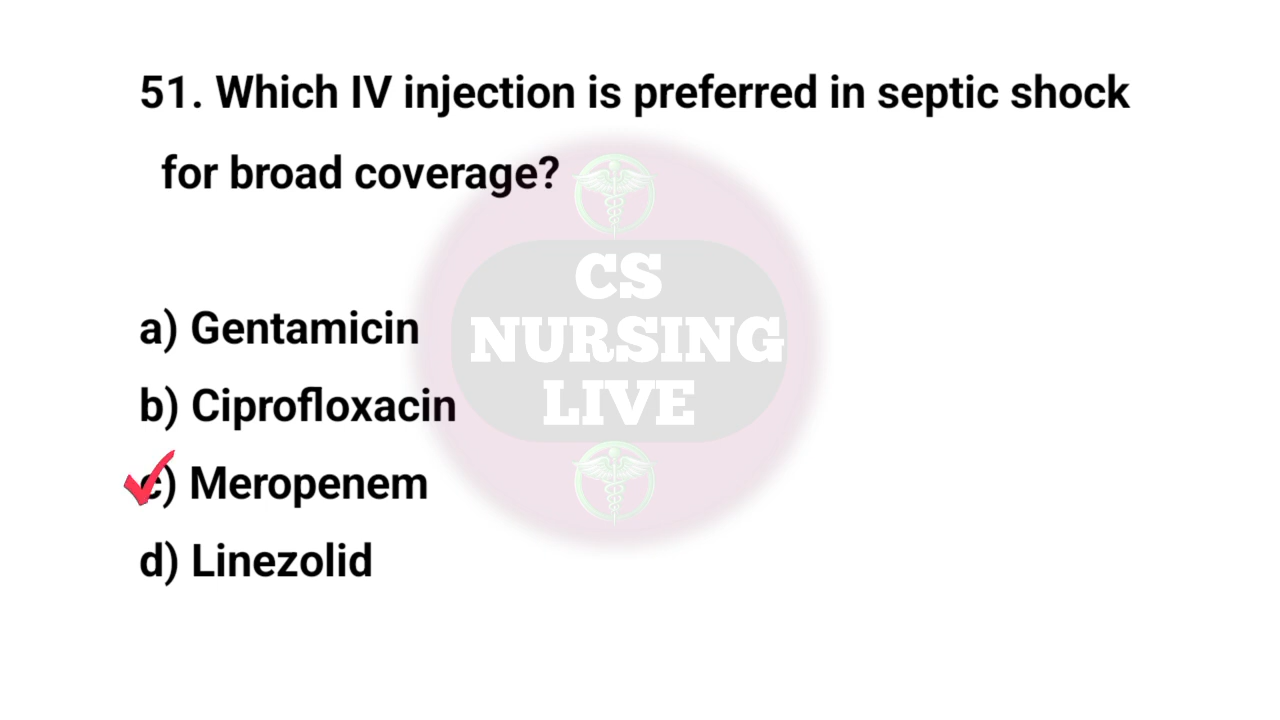 51. Which IV injection is preferred in septic shock
for broad coverage?
CS
NURSING
LIVE
a) Gentamicin
b) Ciprofloxacin
c) Meropenem
d) Linezolid